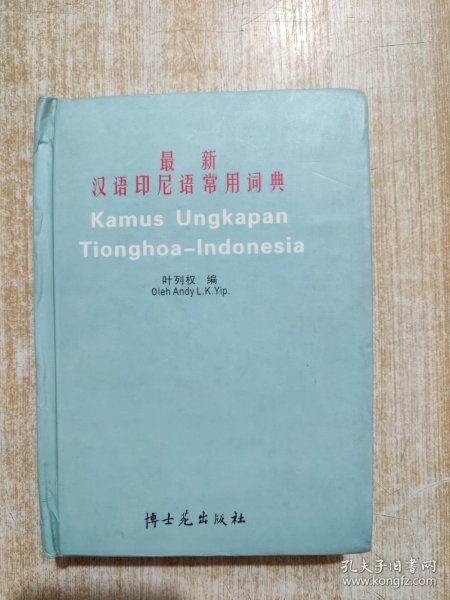 最 新
汉语印尼语常用词典
Kamus Ungkapan
Tionghoa-Indonesia
叶列权 编
Oleh Andy L.K.Yip.
博士苑出版社
孔夫子旧书网
www.kongfz.com